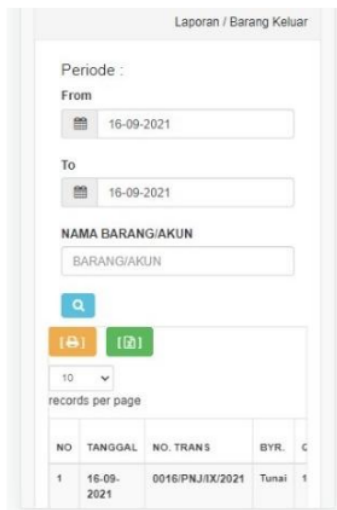 Laporan / Barang Keluar
Periode :
From
16-09-2021
To
16-09-2021
NAMA BARANG/AKUN
BARANG/AKUN
[ ] [ ]
10
records per page
NO TANGGAL NO. TRANS BYR.
1 16-09- 0016/PNJ/IX/2021 Tunai 1
2021